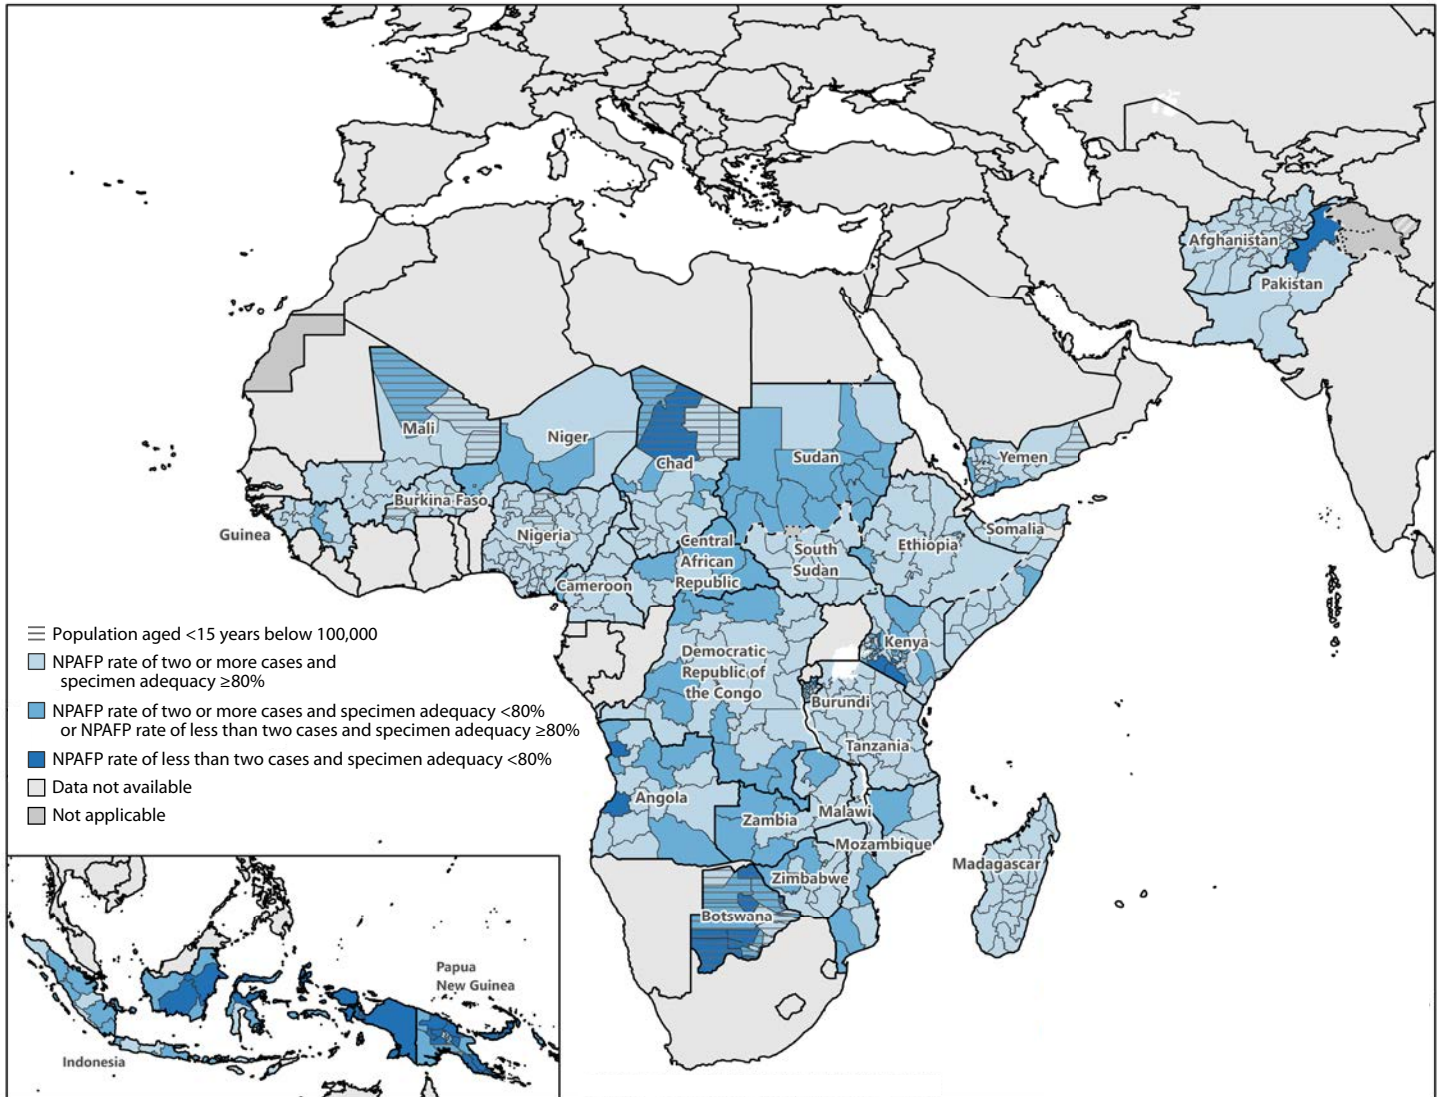 Afghanistan
Pakistan
Mali
Niger
Chad
Sudan
Yemen
Burkina Faso
Guinea
Nigeria
Central
African
Republic
South
Sudan
Ethiopia
Somalia
Cameroon
Population aged <15 years below 100,000
NPAFP rate of two or more cases and
specimen adequacy ≥80%
NPAFP rate of two or more cases and specimen adequacy <80%
or NPAFP rate of less than two cases and specimen adequacy ≥80%
NPAFP rate of less than two cases and specimen adequacy <80%
Data not available
Not applicable
Kenya
Democratic
Republic of
the Congo
Burundi
Tanzania
Angola
Zambia
Malawi
Mozambique
Madagascar
Zimbabwe
Botswana
Papua
New Guinea
Indonesia